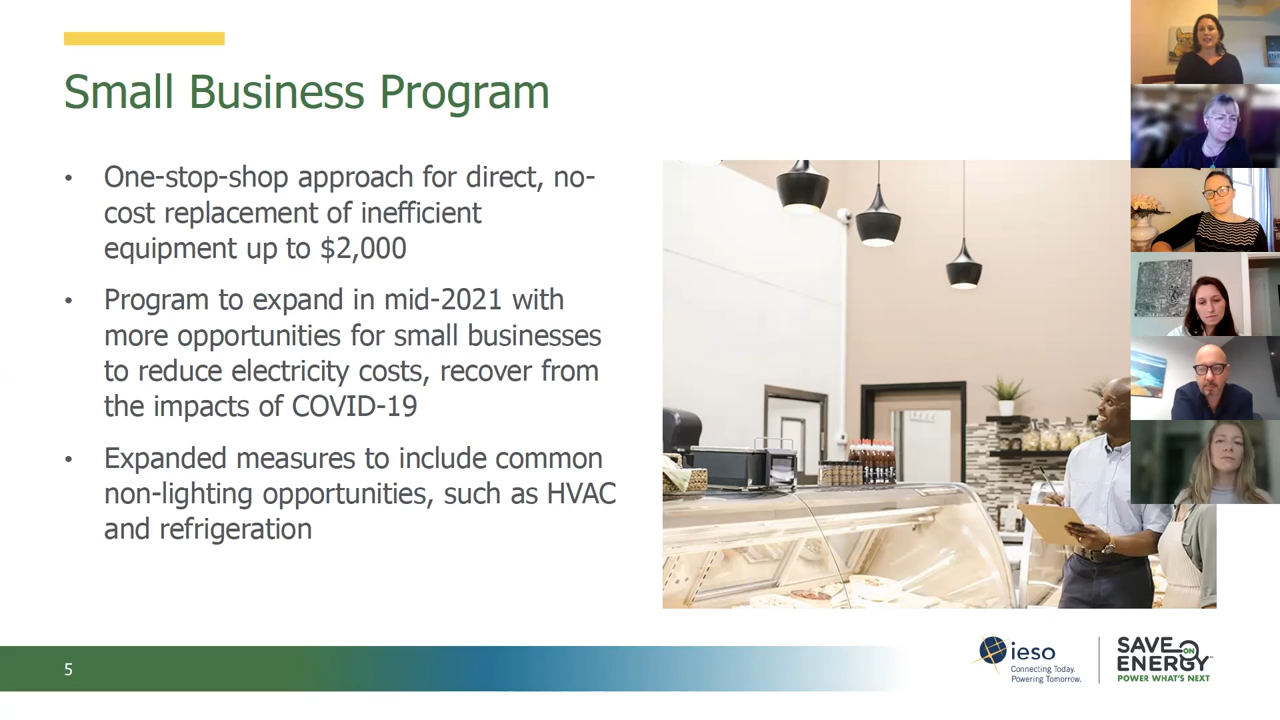 Small Business Program
• One-stop-shop approach for direct, no-
cost replacement of inefficient
equipment up to $2,000
• Program to expand in mid-2021 with
more opportunities for small businesses
to reduce electricity costs, recover from
the impacts of COVID-19
• Expanded measures to include common
non-lighting opportunities, such as HVAC
and refrigeration
5
ieso
Connecting Today.
Powering Tomorrow.
SAVE ON
ENERGY™
POWER WHAT'S NEXT